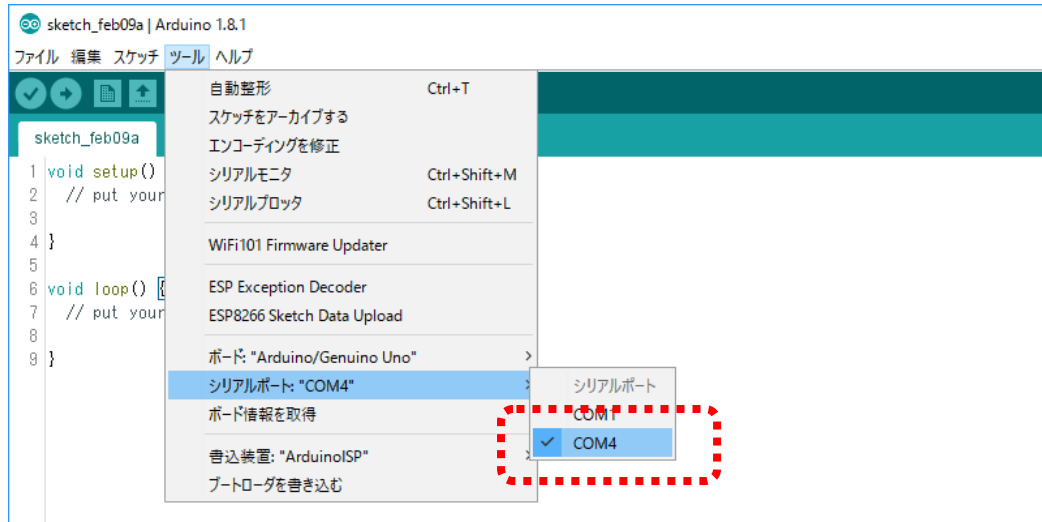 sketch_feb09a | Arduino 1.8.1
ファイル 編集 スケッチ ツール ヘルプ
自動整形 Ctrl+T
スケッチをアーカイブする
エンコーディングを修正
シリアルモニタ Ctrl+Shift+M
シリアルプロッタ Ctrl+Shift+L
WiFi101 Firmware Updater
ESP Exception Decoder
ESP8266 Sketch Data Upload
ボード: "Arduino/Genuino Uno"
シリアルポート: "COM4"
ボード情報を取得
書込装置: "ArduinoISP"
ブートローダを書き込む
シリアルポート
COM1
COM4
sketch_feb09a
1 void setup()
2 // put your
3
4 }
5
6 void loop() {
7 // put your
8
9 }